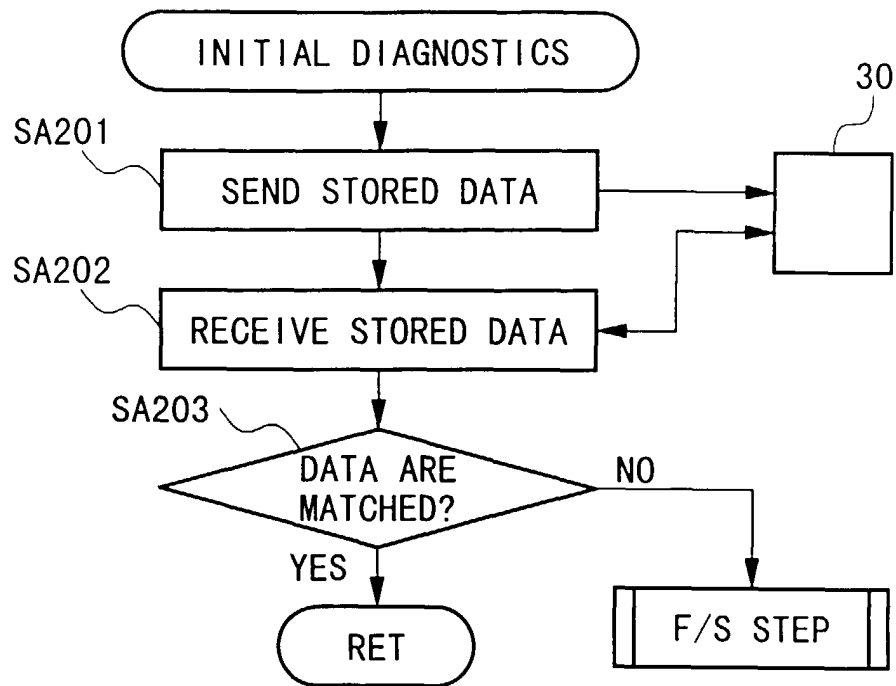 INITIAL DIAGNOSTICS
30
SA201
SEND STORED DATA
SA202
RECEIVE STORED DATA
SA203
DATA ARE
MATCHED?
NO
YES
F/S STEP
RET